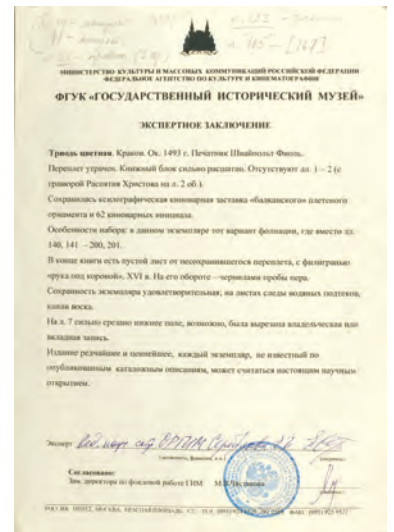 МИНИСТЕРСТВО КУЛЬТУРЫ И МАССОВЫХ КОММУНИКАЦИЙ РОССИЙСКОЙ ФЕДЕРАЦИИ
ФЕДЕРАЛЬНОЕ АГЕНТСТВО ПО КУЛЬТУРЕ И КИНЕМАТОГРАФИИ
ФГУК «ГОСУДАРСТВЕННЫЙ ИСТОРИЧЕСКИЙ МУЗЕЙ»
ЭКСПЕРТНОЕ ЗАКЛЮЧЕНИЕ
Триодь цветная. Краков. Ок. 1493 г. Печатник Швайпольт Фиоль.
Переплет утрачен. Книжный блок сильно расшатан. Отсутствуют лл. 1 – 2 (с
гравюрой Распятия Христова на л. 2 об.).
Сохранилась ксилографическая киноварная заставка «балканского» плетеного
орнамента и 62 киноварных инициала.
Особенности набора: в данном экземпляре тот вариант фолиации, где вместо лл.
140, 141 – 200, 201.
В конце книги есть пустой лист от несохранившегося переплета, с филигранью
«рука под короной», XVI в. На его обороте – чернилами пробы пера.
Сохранность экземпляра удовлетворительная; на листах следы водяных подтеков,
капли воска.
На л. 7 сильно срезано нижнее поле, возможно, была вырезана владельческая или
вкладная запись.
Издание редчайшее и ценнейшее, каждый экземпляр, не известный по
опубликованным каталожным описаниям, может считаться настоящим научным
открытием.
Эксперт
Согласовано:
Зам. директора по фондовой работе ГИМ